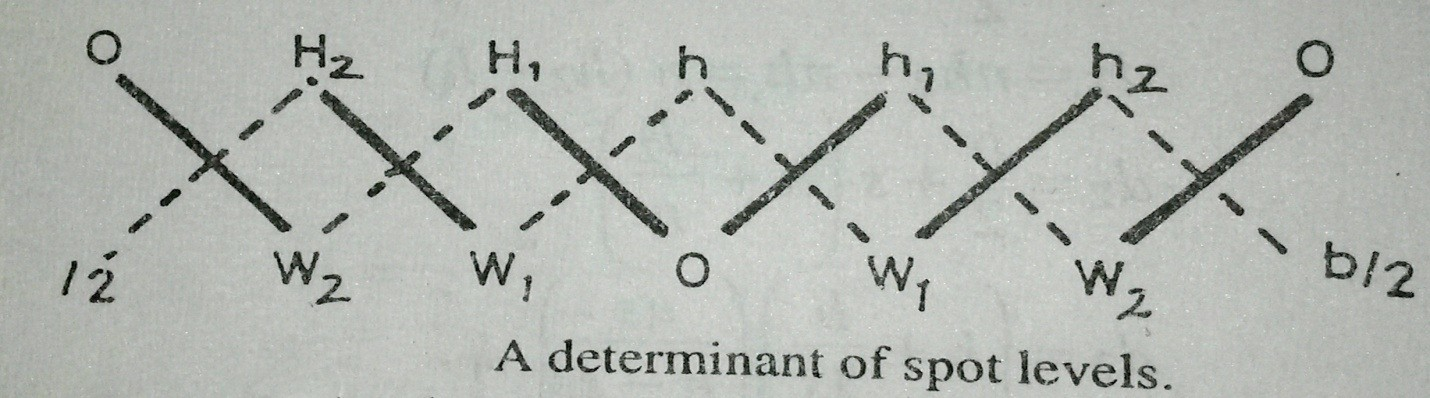 O H₂ H₁ h h₁ h₂ O
/2 W₂ W₁ O W₁ W₂ b/2
A determinant of spot levels.